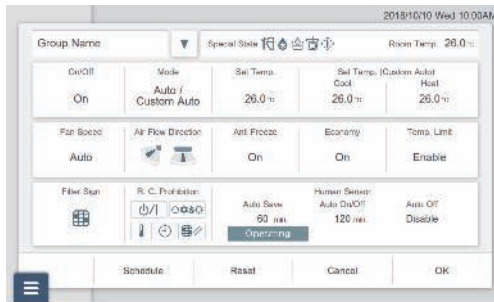 2018/10/10 Wed 10:00AM
Group Name ▼ Special State Room Temp. 26.0 °C
On/Off Mode Set Temp. Set Temp. (Custom Auto)
Cool Heat
On Auto / Custom Auto 26.0 °C 26.0 °C 26.0 °C
Fan Speed Air Flow Direction Anti Freeze Economy Temp. Limit
Auto On On Enable
Filter Sign R. C. Prohibition Human Sensor
Auto Save Auto On/Off Auto Off
60 min. 120 min. Disable
Operating
Schedule Reset Cancel OK